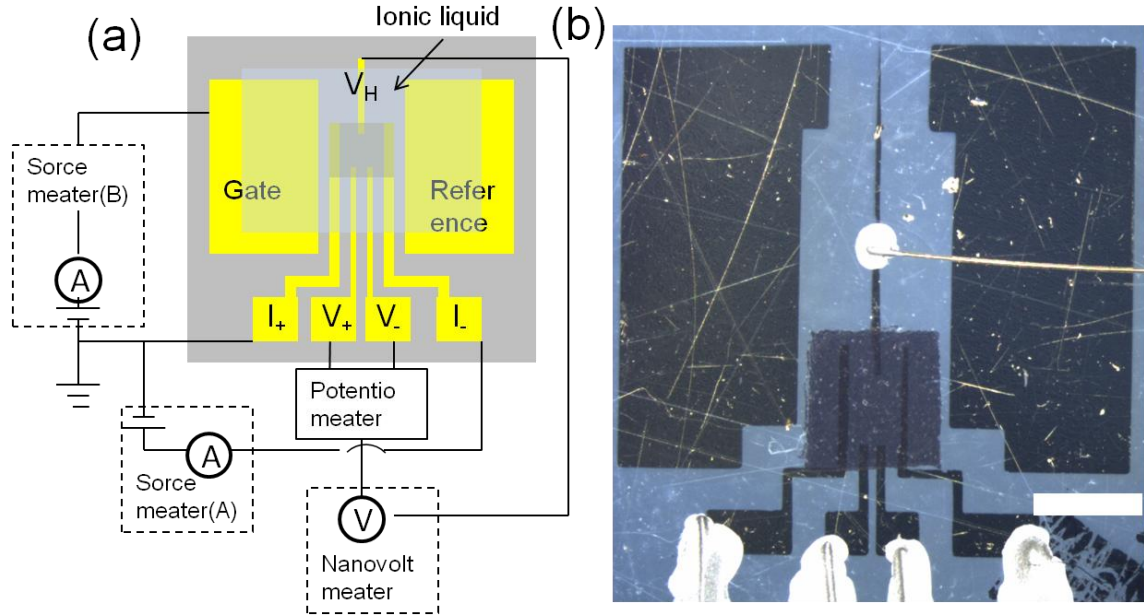 (a)
Ionic liquid
(b)
V_H
Sorce
meater(B)
Gate
Refer
ence
A
I+
V+
V-
I-
Potentio
meater
A
Sorce
meater(A)
V
Nanovolt
meater